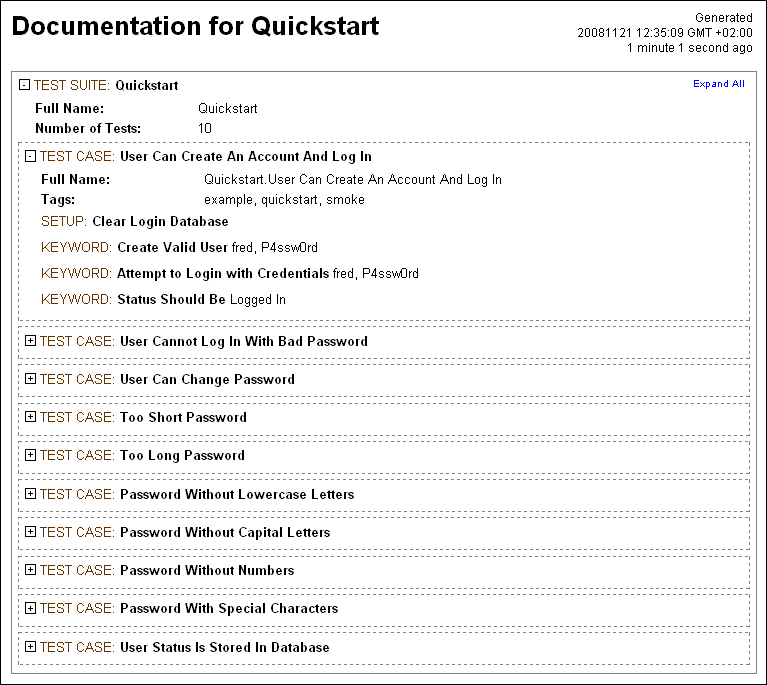 Documentation for Quickstart
Generated
20081121 12:35:09 GMT +02:00
1 minute 1 second ago
TEST SUITE: Quickstart
Expand All
Full Name: Quickstart
Number of Tests: 10
TEST CASE: User Can Create An Account And Log In
Full Name: Quickstart.User Can Create An Account And Log In
Tags: example, quickstart, smoke
SETUP: Clear Login Database
KEYWORD: Create Valid User fred, P4ssw0rd
KEYWORD: Attempt to Login with Credentials fred, P4ssw0rd
KEYWORD: Status Should Be Logged In
TEST CASE: User Cannot Log In With Bad Password
TEST CASE: User Can Change Password
TEST CASE: Too Short Password
TEST CASE: Too Long Password
TEST CASE: Password Without Lowercase Letters
TEST CASE: Password Without Capital Letters
TEST CASE: Password Without Numbers
TEST CASE: Password With Special Characters
TEST CASE: User Status Is Stored In Database